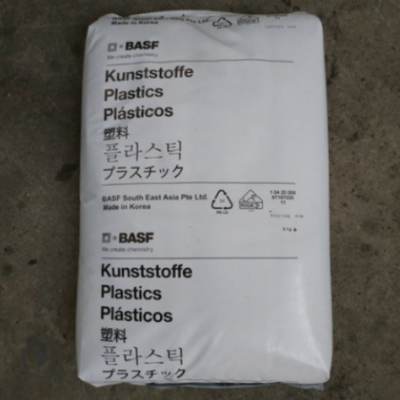 BASF
We create chemistry
Kunststoffe
Plastics
Plásticos
塑料
플라스틱
プラスチック
BASF South East Asia Pte Ltd.
Made in Korea
BASF
We create chemistry
Kunststoffe
Plastics
Plásticos
塑料
플라스틱
プラスチック